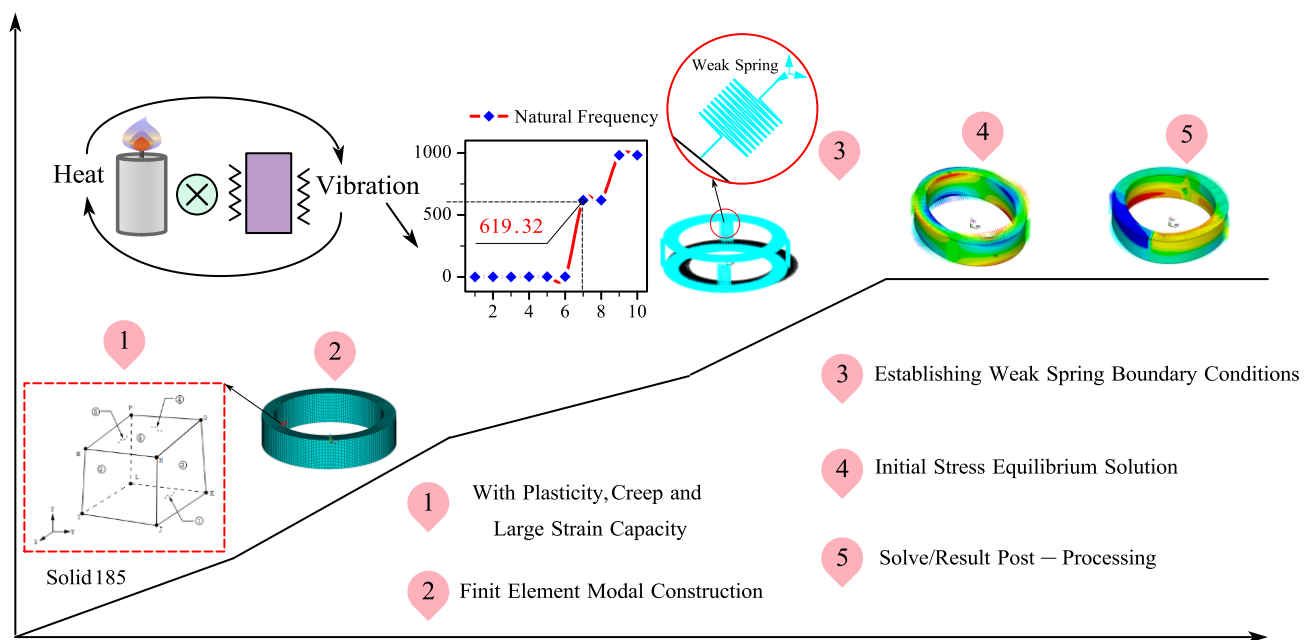 Weak Spring
Natural Frequency
1000
500
0
619.32
2
4
6
8
10
Heat
Vibration
3
4
5
1
2
Solid 185
P
O
M
N
L
K
I
J
Z
Y
X
1
With Plasticity, Creep and
Large Strain Capacity
2
Finit Element Modal Construction
3
Establishing Weak Spring Boundary Conditions
4
Initial Stress Equilibrium Solution
5
Solve/Result Post – Processing